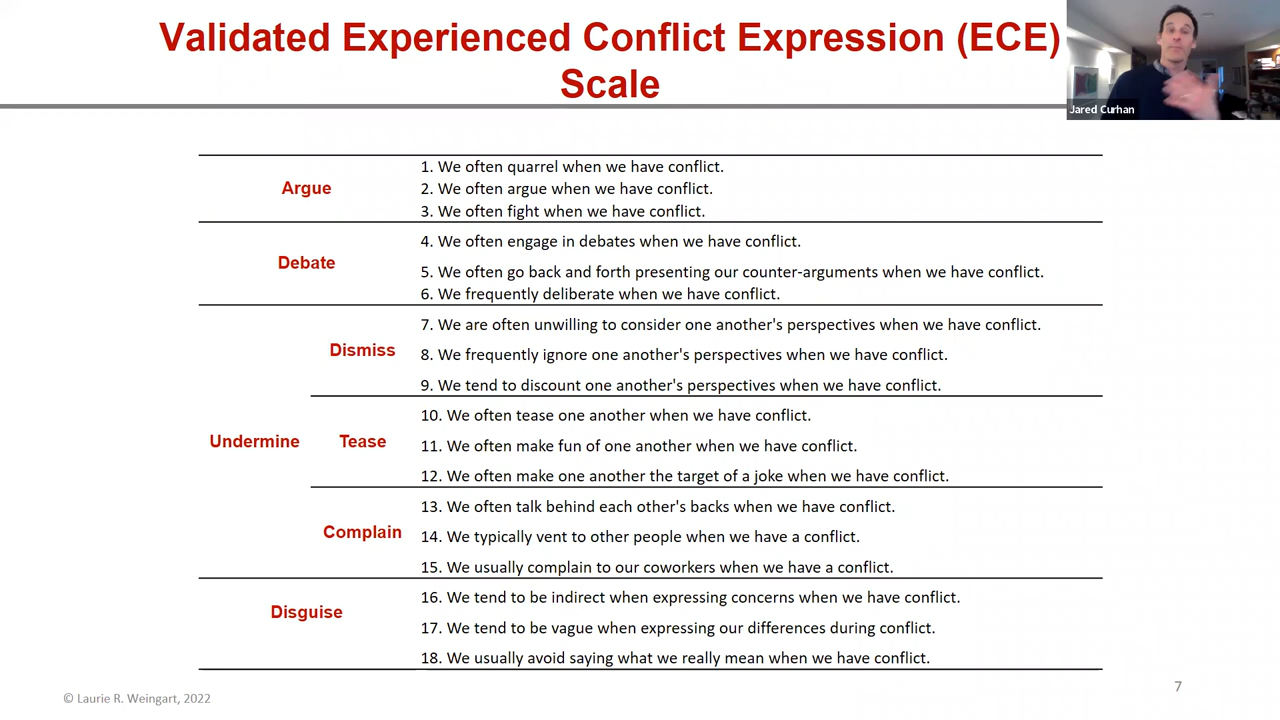 Validated Experienced Conflict Expression (ECE)
Scale
Jared Curhan
Argue
1. We often quarrel when we have conflict.
2. We often argue when we have conflict.
3. We often fight when we have conflict.
Debate
4. We often engage in debates when we have conflict.
5. We often go back and forth presenting our counter-arguments when we have conflict.
6. We frequently deliberate when we have conflict.
Undermine
Dismiss
7. We are often unwilling to consider one another's perspectives when we have conflict.
8. We frequently ignore one another's perspectives when we have conflict.
9. We tend to discount one another's perspectives when we have conflict.
Tease
10. We often tease one another when we have conflict.
11. We often make fun of one another when we have conflict.
12. We often make one another the target of a joke when we have conflict.
Complain
13. We often talk behind each other's backs when we have conflict.
14. We typically vent to other people when we have a conflict.
15. We usually complain to our coworkers when we have a conflict.
Disguise
16. We tend to be indirect when expressing concerns when we have conflict.
17. We tend to be vague when expressing our differences during conflict.
18. We usually avoid saying what we really mean when we have conflict.
© Laurie R. Weingart, 2022
7